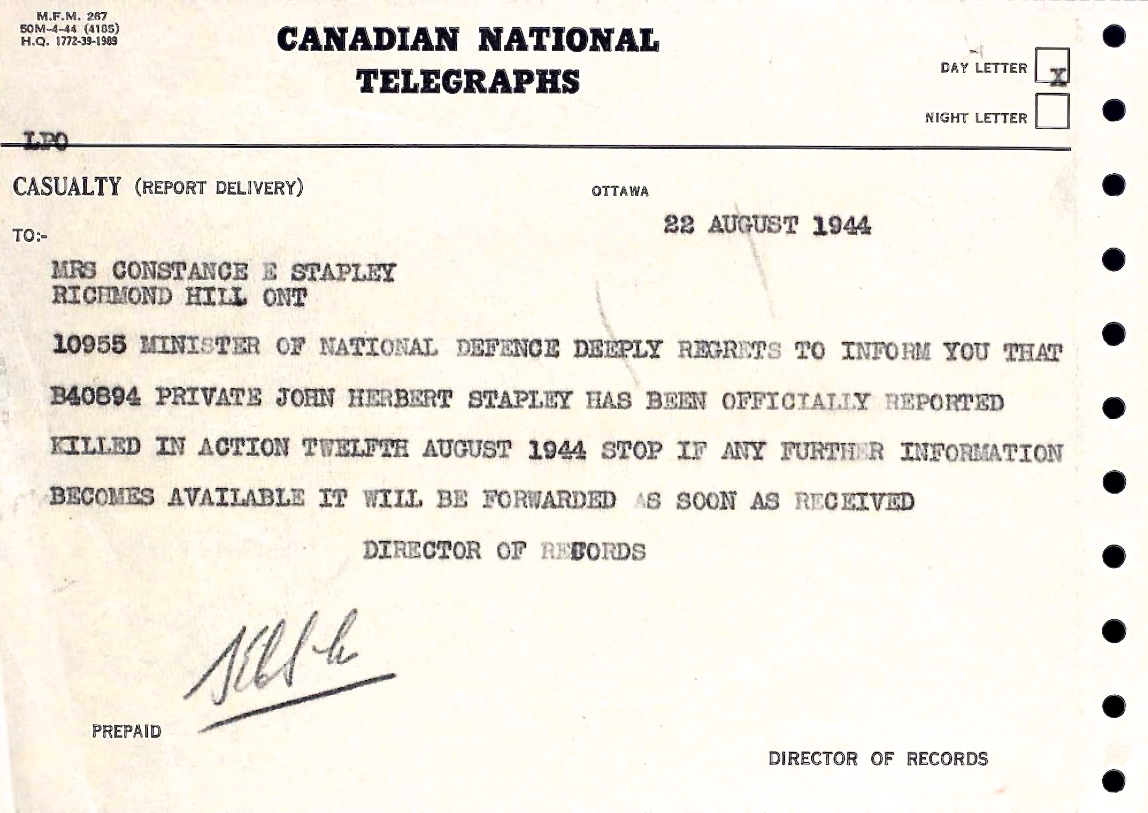 M.F.M. 267
50M-4-44 (4185)
H.Q. 1772-39-1989
CANADIAN NATIONAL
TELEGRAPHS
DAY LETTER X
NIGHT LETTER
LPO
CASUALTY (REPORT DELIVERY)
OTTAWA
22 AUGUST 1944
TO:-
MRS CONSTANCE E STAPLEY
RICHMOND HILL ONT
10955 MINISTER OF NATIONAL DEFENCE DEEPLY REGRETS TO INFORM YOU THAT
B40894 PRIVATE JOHN HERBERT STAPLEY HAS BEEN OFFICIALLY REPORTED
KILLED IN ACTION TWELFTH AUGUST 1944 STOP IF ANY FURTHER INFORMATION
BECOMES AVAILABLE IT WILL BE FORWARDED AS SOON AS RECEIVED
DIRECTOR OF RECORDS
PREPAID
DIRECTOR OF RECORDS